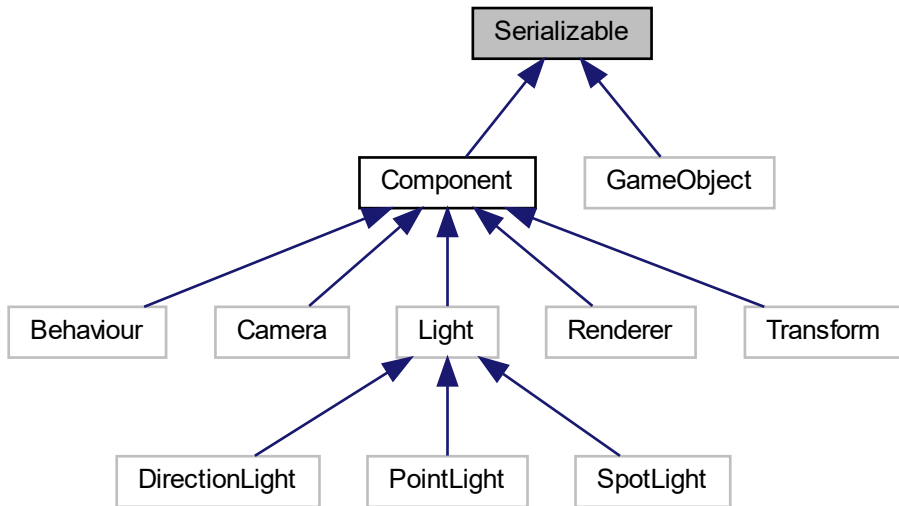 Serializable
Component
GameObject
Behaviour
Camera
Light
Renderer
Transform
DirectionLight
PointLight
SpotLight